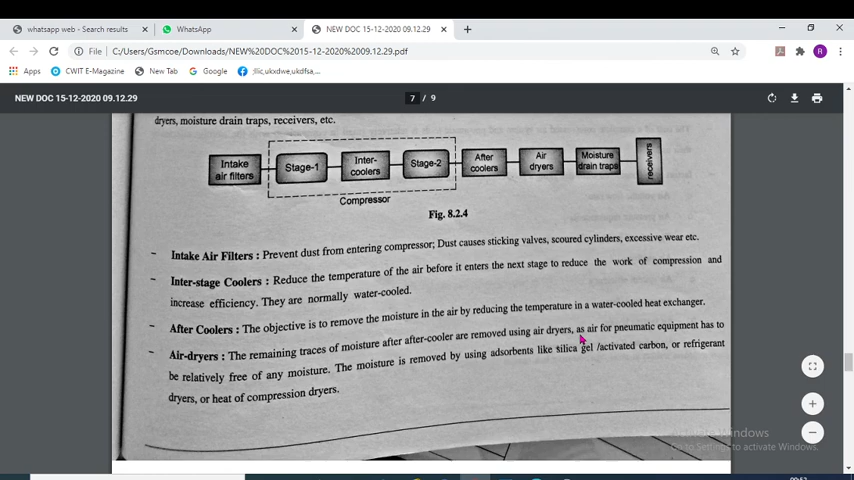 whatsapp web - Search results
WhatsApp
NEW DOC 15-12-2020 09.12.29
File
C:/Users/Gsmcoe/Downloads/NEW%20DOC%2015-12-2020%2009.12.29.pdf
Apps
CWIT E-Magazine
New Tab
Google
;llic,ukxdwe,ukdfsa,...
NEW DOC 15-12-2020 09.12.29
7 / 9
dryers, moisture drain traps, receivers, etc.
Intake air filters
Stage-1
Inter-coolers
Stage-2
After coolers
Air dryers
Moisture drain traps
receivers
Compressor
Fig. 8.2.4
- Intake Air Filters : Prevent dust from entering compressor; Dust causes sticking valves, scoured cylinders, excessive wear etc.
- Inter-stage Coolers : Reduce the temperature of the air before it enters the next stage to reduce the work of compression and
increase efficiency. They are normally water-cooled.
- After Coolers : The objective is to remove the moisture in the air by reducing the temperature in a water-cooled heat exchanger.
- Air-dryers : The remaining traces of moisture after after-cooler are removed using air dryers, as air for pneumatic equipment has to
be relatively free of any moisture. The moisture is removed by using adsorbents like silica gel /activated carbon, or refrigerant
dryers, or heat of compression dryers.
Activate Windows
Go to Settings to activate Windows.